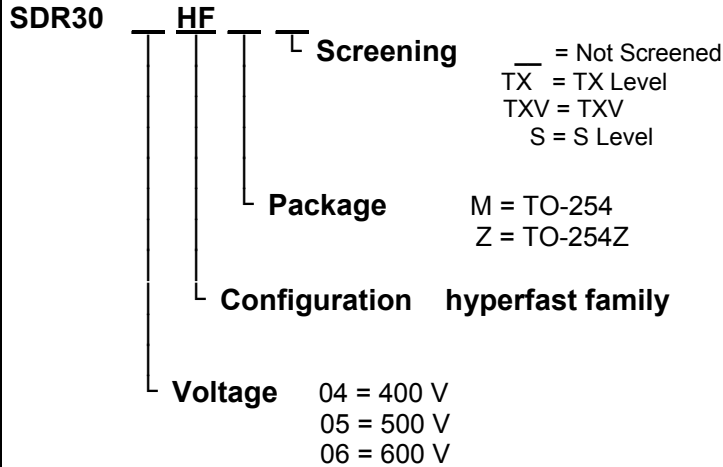 SDR30 __ HF __ __
Screening __ = Not Screened
TX = TX Level
TXV = TXV
S = S Level
Package M = TO-254
Z = TO-254Z
Configuration hyperfast family
Voltage 04 = 400 V
05 = 500 V
06 = 600 V